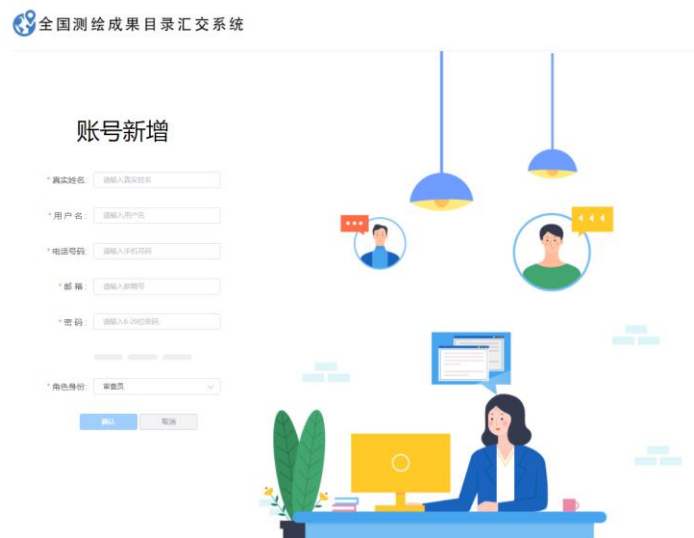 全国测绘成果目录汇交系统
账号新增
* 真实姓名: 请输入真实姓名
* 用 户 名: 请输入用户名
* 电话号码: 请输入手机号码
* 邮 箱: 请输入邮箱号
* 密 码: 请输入6-20位密码
* 角色身份: 审查员
确认 取消